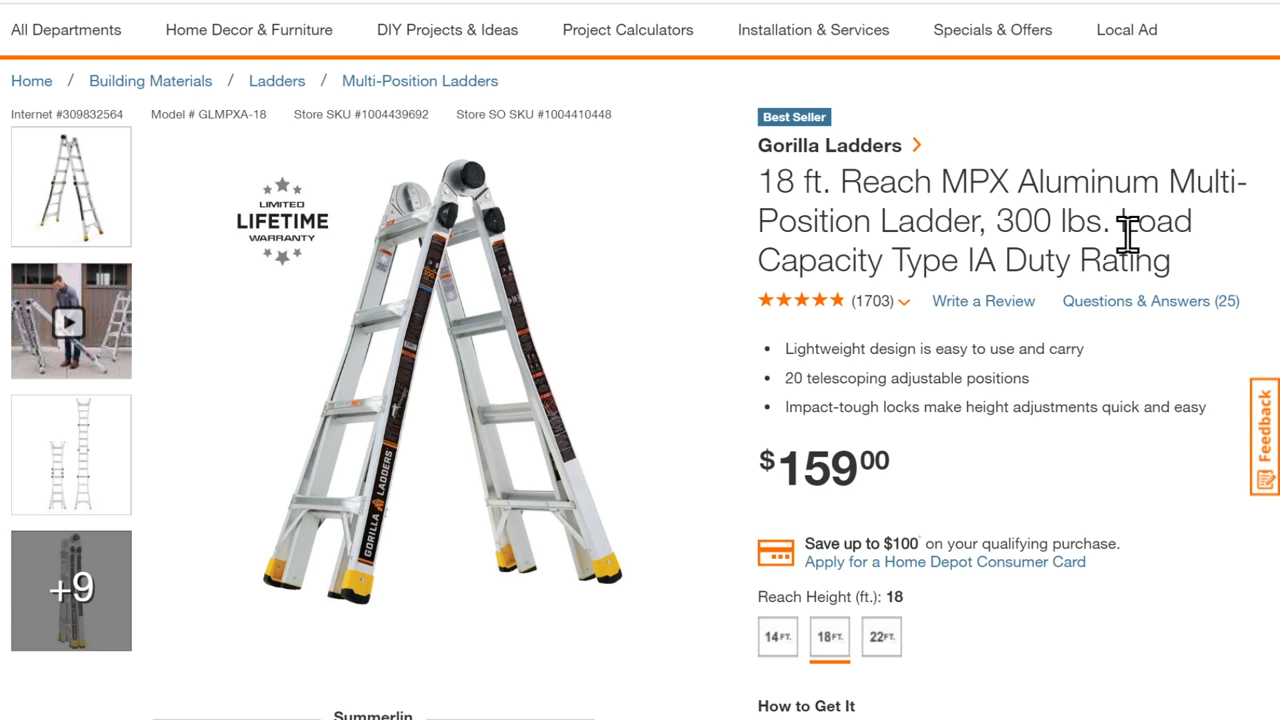 All Departments Home Decor & Furniture DIY Projects & Ideas Project Calculators Installation & Services Specials & Offers Local Ad
Home / Building Materials / Ladders / Multi-Position Ladders
Internet #309832564 Model # GLMPXA-18 Store SKU #1004439692 Store SO SKU #1004410448
Best Seller
Gorilla Ladders
18 ft. Reach MPX Aluminum Multi-
Position Ladder, 300 lbs. Load
Capacity Type IA Duty Rating
(1703) Write a Review Questions & Answers (25)
Lightweight design is easy to use and carry
20 telescoping adjustable positions
Impact-tough locks make height adjustments quick and easy
$159.00
Save up to $100 on your qualifying purchase.
Apply for a Home Depot Consumer Card
Reach Height (ft.): 18
14 FT. 18 FT. 22 FT.
How to Get It
LIMITED
LIFETIME
WARRANTY
GORILLA LADDERS
+9
Summerlin
Feedback